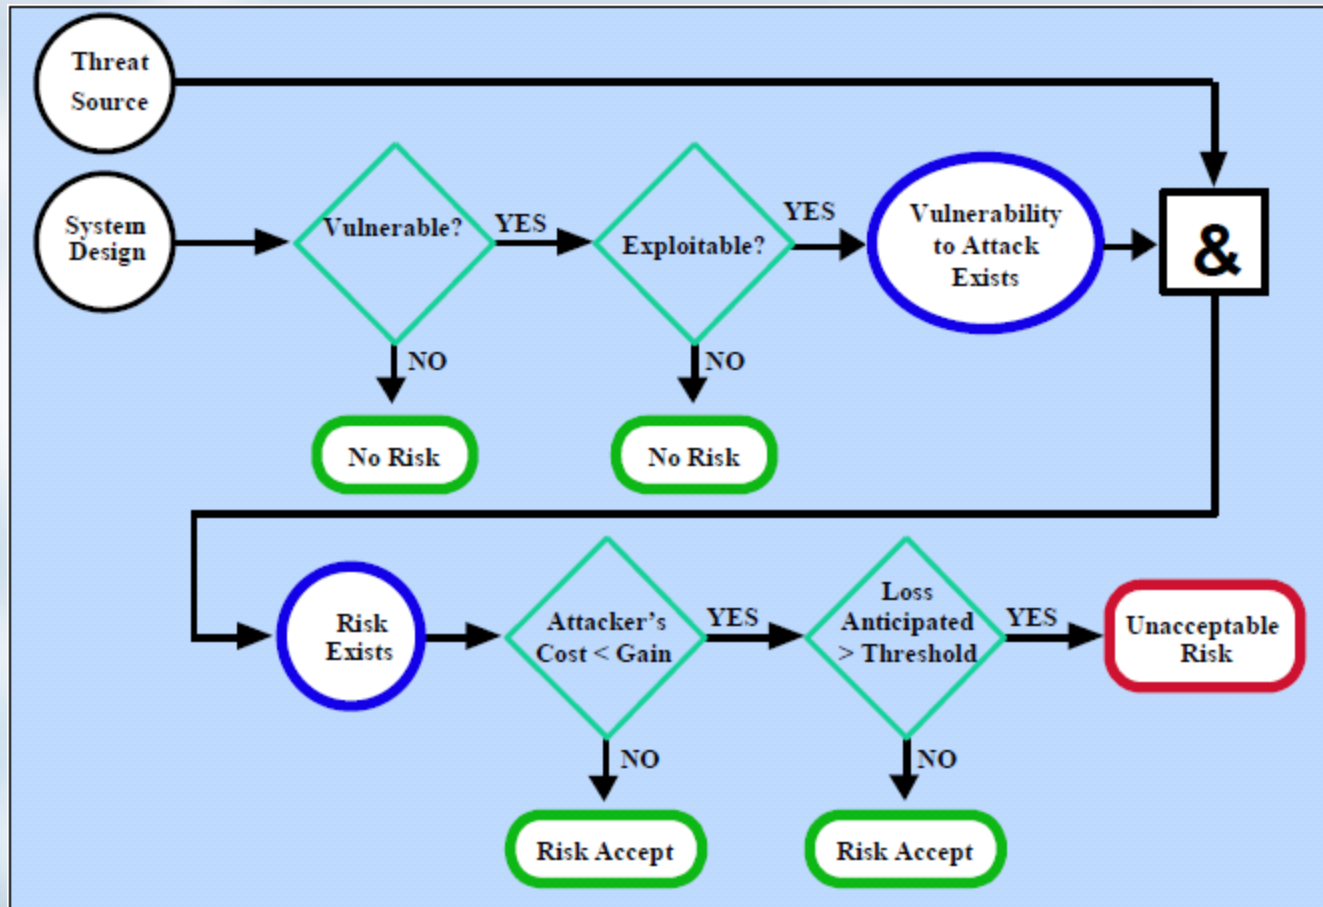 Threat
Source
System
Design
Vulnerable?
YES
Exploitable?
YES
Vulnerability
to Attack
Exists
&
NO
NO
No Risk
No Risk
Risk
Exists
Attacker's
Cost < Gain
YES
Loss
Anticipated
> Threshold
YES
Unacceptable
Risk
NO
NO
Risk Accept
Risk Accept